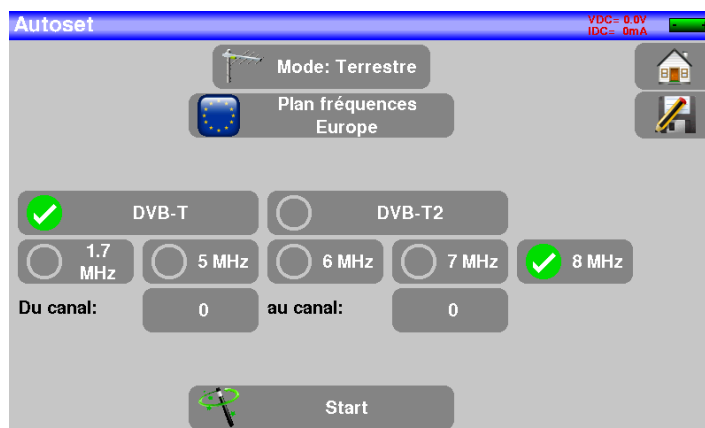 Autoset
VDC= 0.0V
IDC= 0mA
Mode: Terrestre
Plan fréquences
Europe
DVB-T
DVB-T2
1.7
MHz
5 MHz
6 MHz
7 MHz
8 MHz
Du canal:
0
au canal:
0
Start